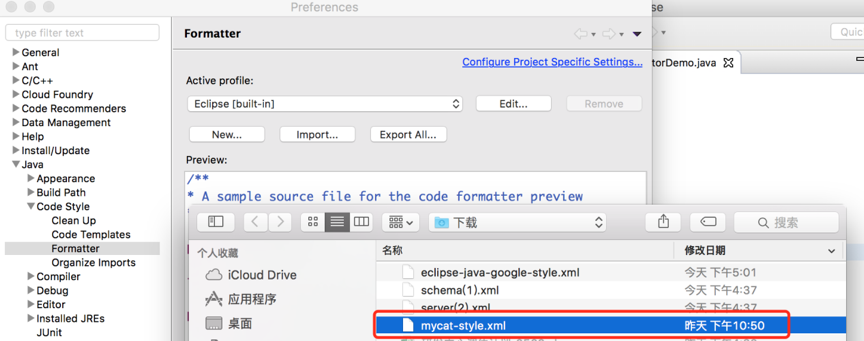 Preferences
se
type filter text
Formatter
Quic
General
Ant
C/C++
Cloud Foundry
Code Recommenders
Data Management
Help
Install/Update
Java
Appearance
Build Path
Code Style
Clean Up
Code Templates
Formatter
Organize Imports
Compiler
Debug
Editor
Installed JREs
JUnit
Configure Project Specific Settings...
torDemo.java
Active profile:
Eclipse [built-in]
Edit...
Remove
New...
Import...
Export All...
Preview:
/**
* A sample source file for the code formatter preview
下载
搜索
个人收藏
iCloud Drive
应用程序
桌面
名称
修改日期
eclipse-java-google-style.xml
今天 下午5:01
schema(1).xml
今天 下午4:37
server(2).xml
今天 下午4:37
mycat-style.xml
昨天 下午10:50